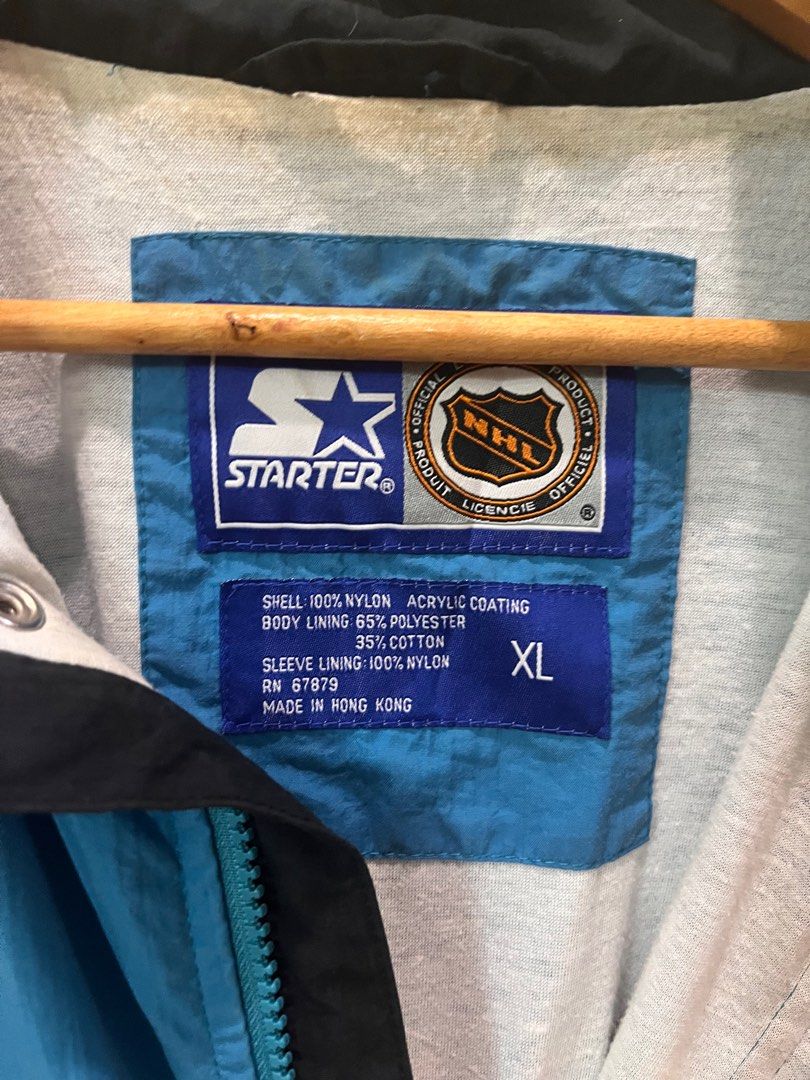 STARTER®
OFFICIAL PRODUCT
NHL
PRODUIT LICENCIE OFFICIEL
®
SHELL: 100% NYLON ACRYLIC COATING
BODY LINING: 65% POLYESTER
35% COTTON
SLEEVE LINING: 100% NYLON
XL
RN 67879
MADE IN HONG KONG